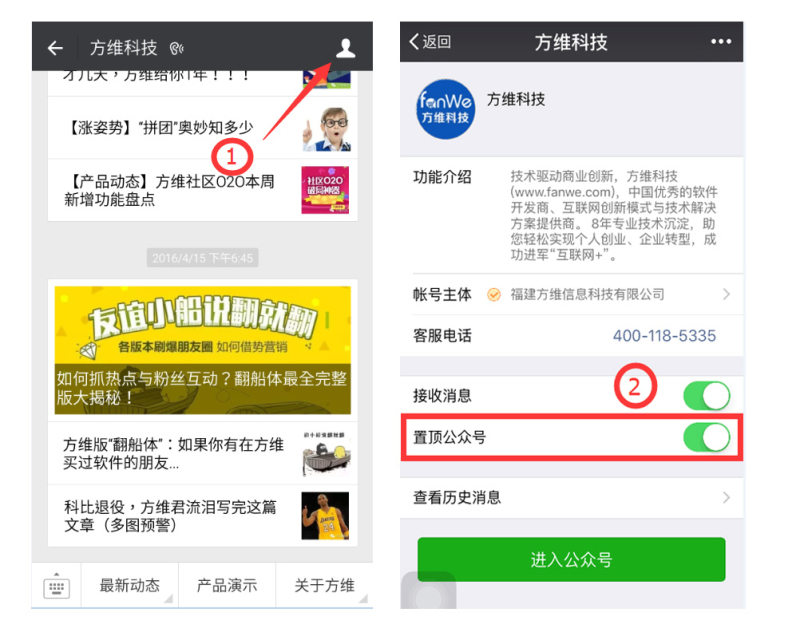 方维科技
才几天，方维给你1年！！！
【涨姿势】"拼团"奥妙知多少
1
【产品动态】方维社区O2O本周
新增功能盘点
社区O2O
破局神器
2016/4/15 下午6:45
友谊小船说翻就翻
各版本刷爆朋友圈 如何借势营销
如何抓热点与粉丝互动？翻船体最全完整
版大揭秘！
方维版"翻船体"：如果你有在方维
买过软件的朋友...
科比退役，方维君流泪写完这篇
文章（多图预警）
最新动态
产品演示
关于方维
返回
方维科技
fanWe
方维科技
方维科技
功能介绍
技术驱动商业创新，方维科技
(www.fanwe.com)，中国优秀的软件
开发商、互联网创新模式与技术解决
方案提供商。 8年专业技术沉淀，助
您轻松实现个人创业、企业转型，成
功进军"互联网+"。
帐号主体
福建方维信息科技有限公司
客服电话
400-118-5335
接收消息
2
置顶公众号
查看历史消息
进入公众号